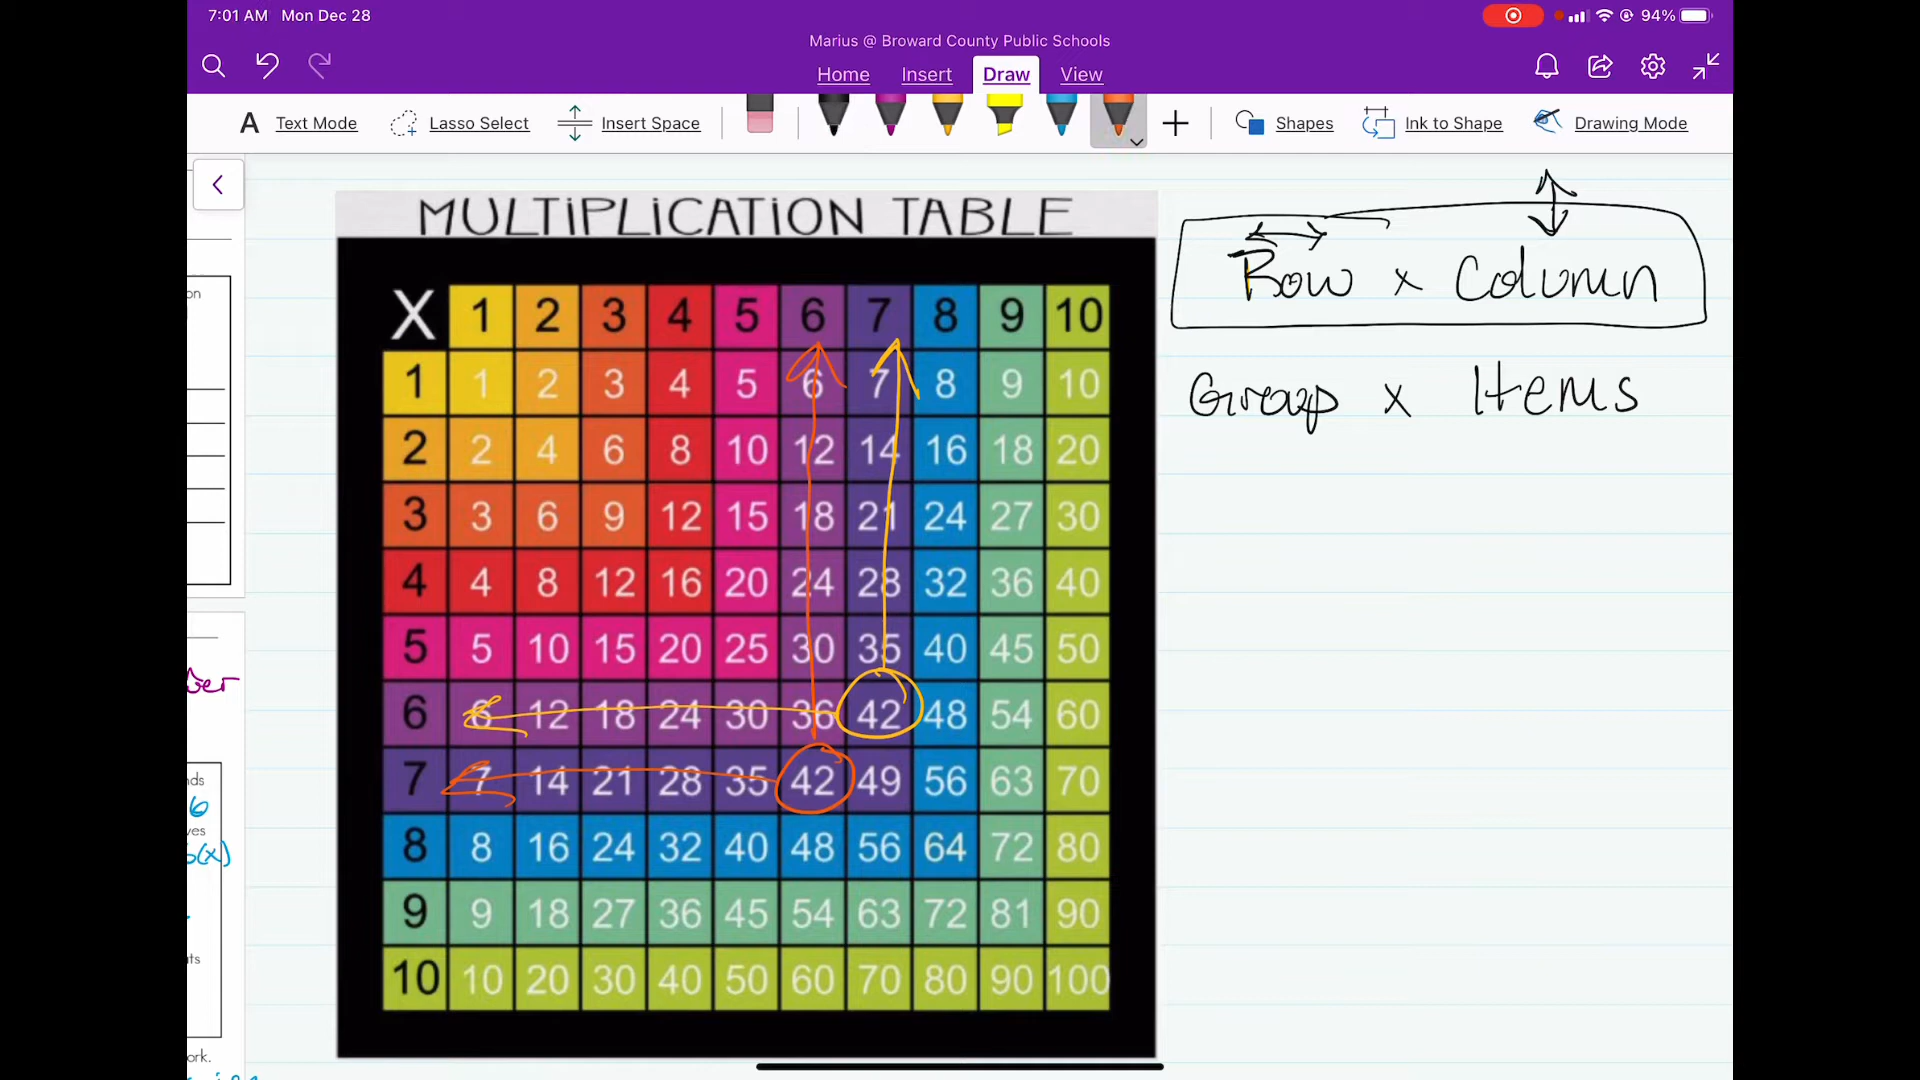 7:01 AM Mon Dec 28 94%
Marius @ Broward County Public Schools
Home Insert Draw View
A Text Mode Lasso Select Insert Space Shapes Ink to Shape Drawing Mode
MULTiPLiCATiON TABLE
X 1 2 3 4 5 6 7 8 9 10
1 1 2 3 4 5 6 7 8 9 10
2 2 4 6 8 10 12 14 16 18 20
3 3 6 9 12 15 18 21 24 27 30
4 4 8 12 16 20 24 28 32 36 40
5 5 10 15 20 25 30 35 40 45 50
6 6 12 18 24 30 36 42 48 54 60
7 7 14 21 28 35 42 49 56 63 70
8 8 16 24 32 40 48 56 64 72 80
9 9 18 27 36 45 54 63 72 81 90
10 10 20 30 40 50 60 70 80 90 100
Row x Column
Group x Items
on
ber
nds
6
ves
(x)
ats
ork.